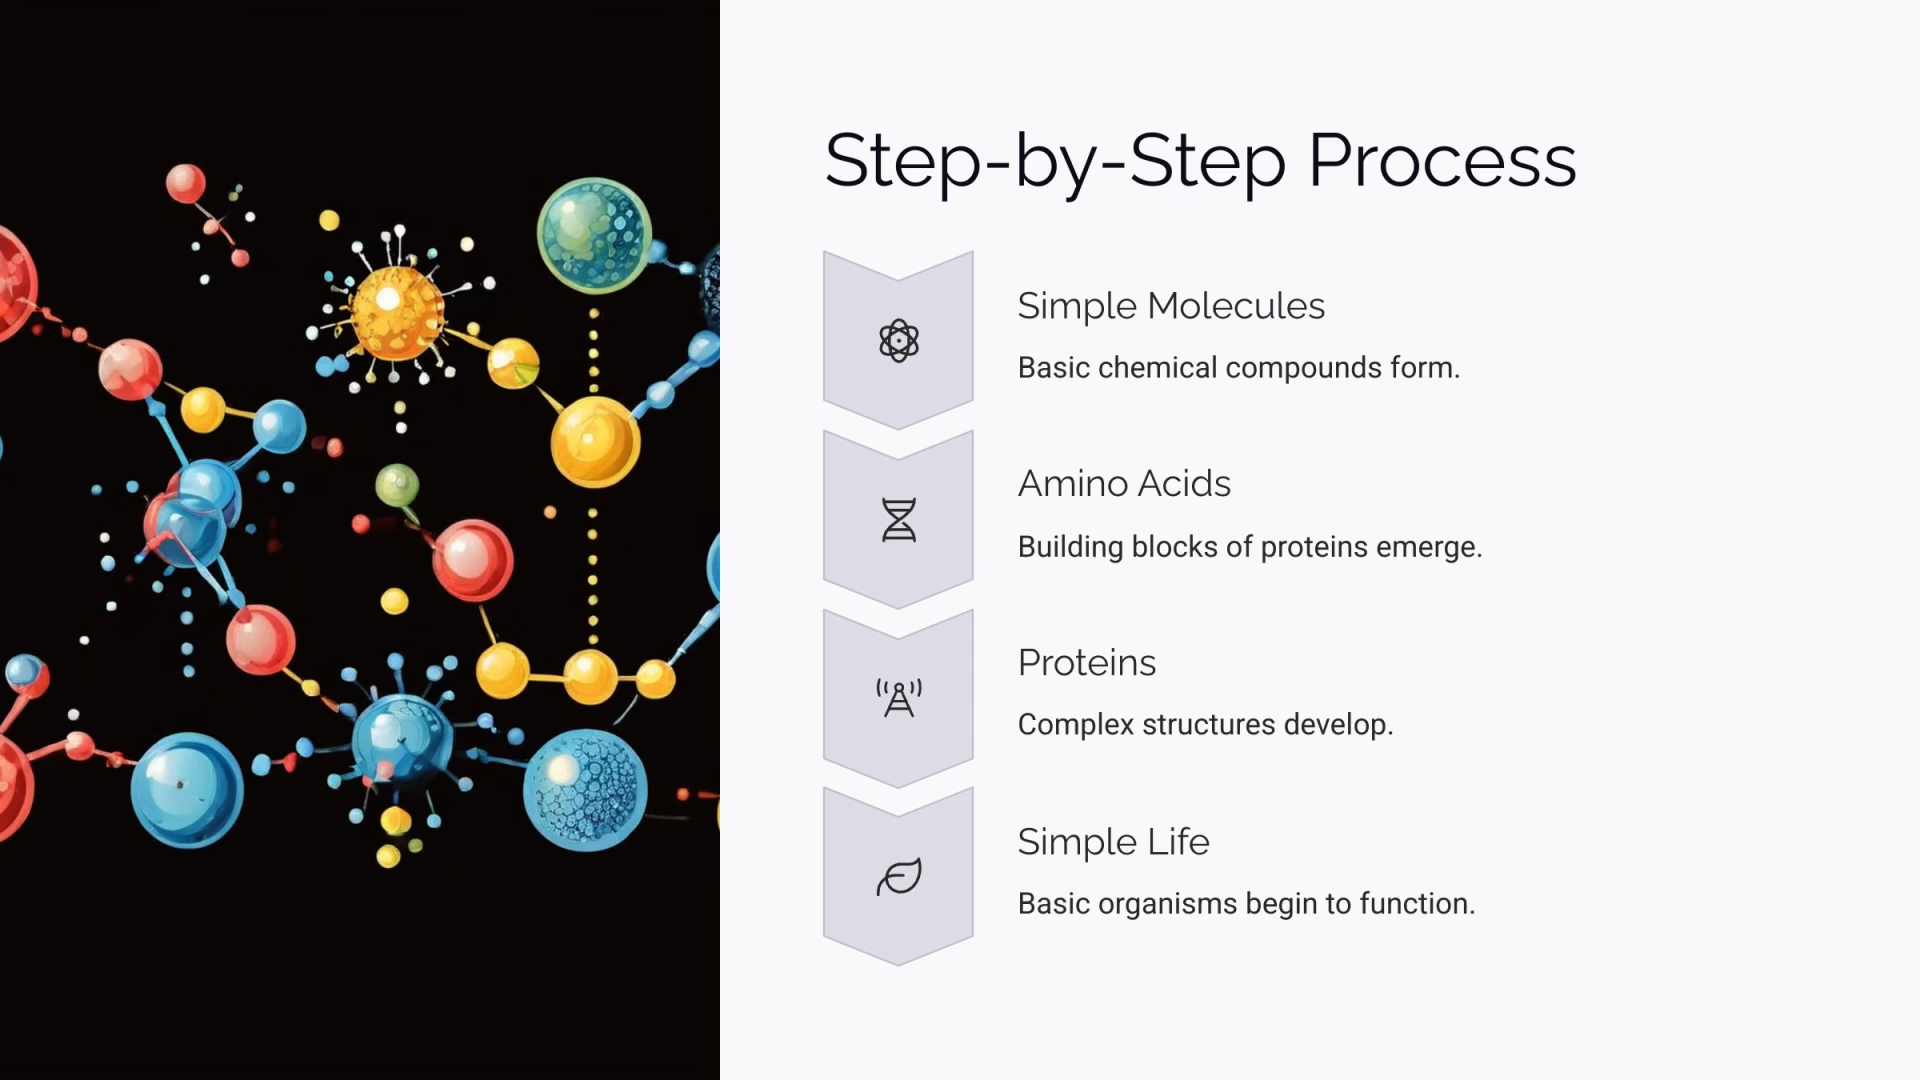 Step-by-Step Process
Simple Molecules
Basic chemical compounds form.
Amino Acids
Building blocks of proteins emerge.
Proteins
Complex structures develop.
Simple Life
Basic organisms begin to function.